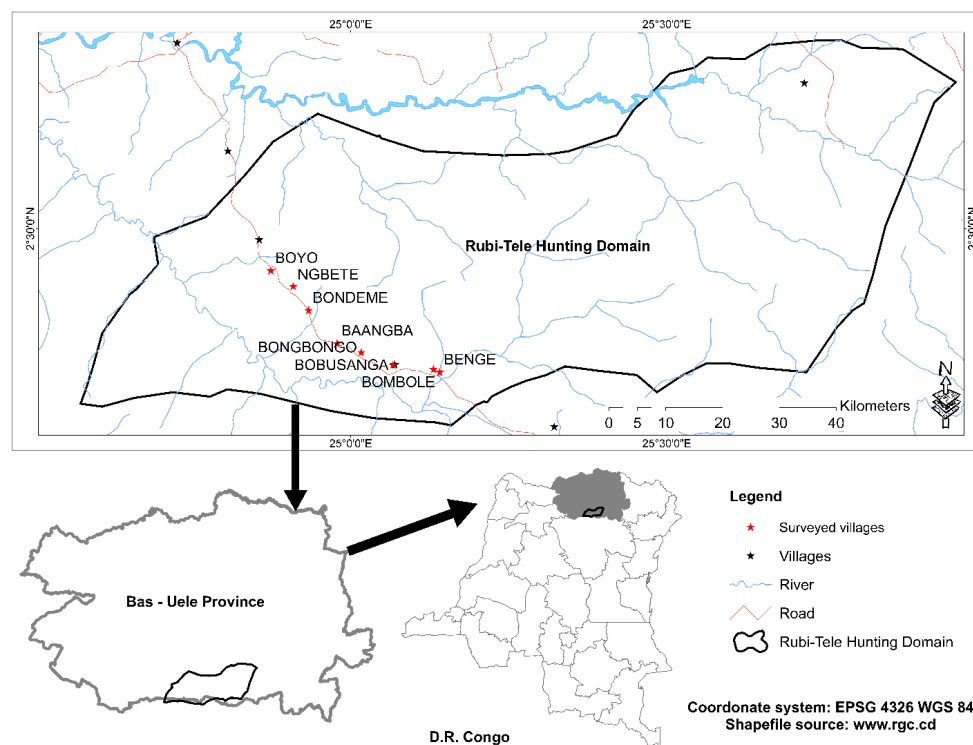 25°0'0"E
25°30'0"E
2°30'0"N
2°30'0"N
Rubi-Tele Hunting Domain
BOYO
NGBETE
BONDEME
BAANGBA
BONGBONGO
BOBUSANGA
BENGE
BOMBOLE
N
Kilometers
0 5 10 20 30 40
25°0'0"E
25°30'0"E
Bas - Uele Province
D.R. Congo
Legend
Surveyed villages
Villages
River
Road
Rubi-Tele Hunting Domain
Coordonate system: EPSG 4326 WGS 84
Shapefile source: www.rgc.cd